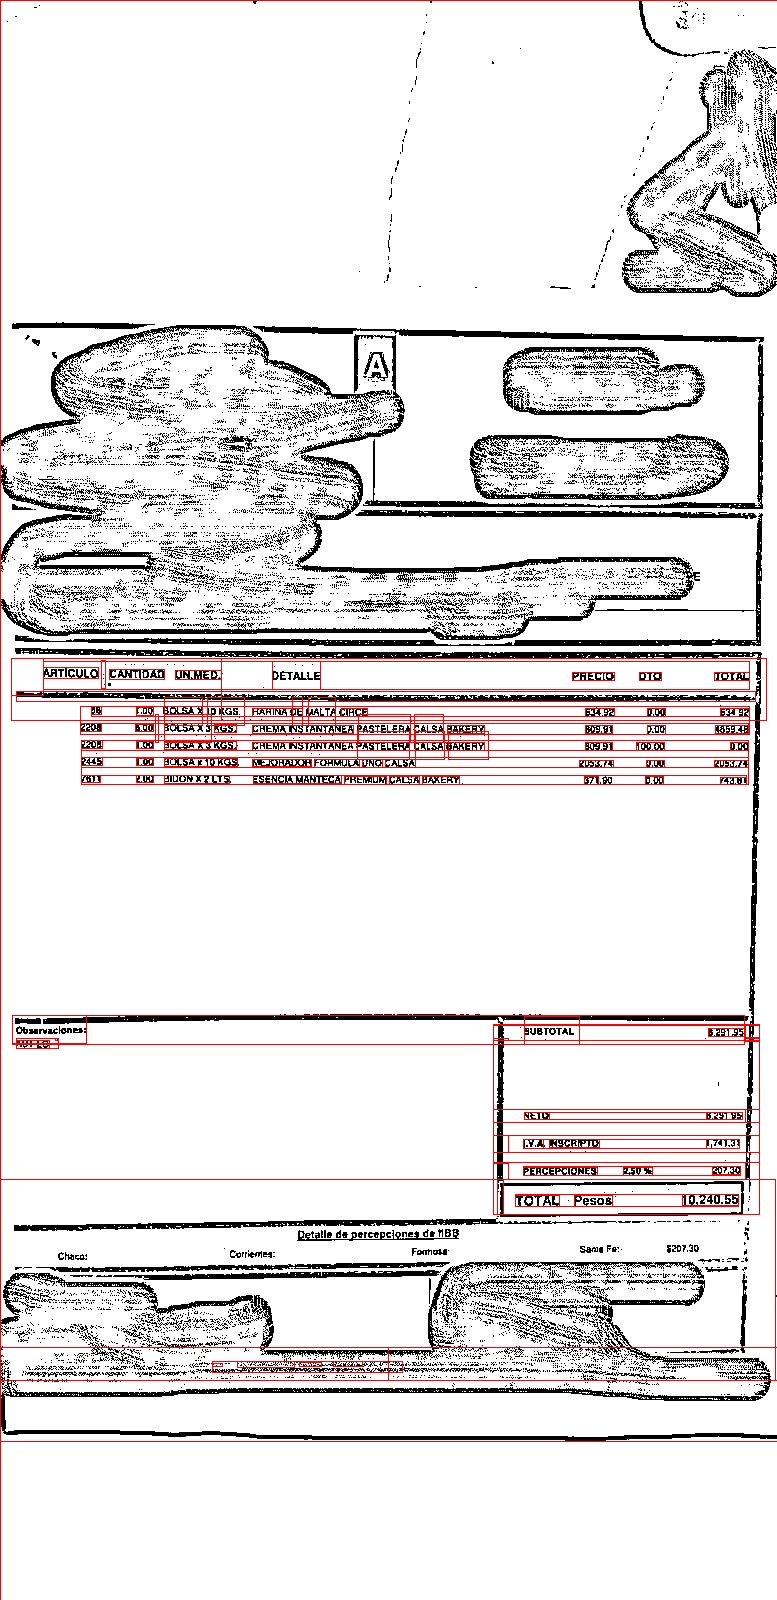 A
ARTÍCULO CANTIDAD UN.MED. DETALLE PRECIO DTO TOTAL
1.00 BOLSA X 10 KGS. HARINA DE MALTA CIRCE 634.92 0.00 634.92
2208 6.00 BOLSA X 3 KGS. CREMA INSTANTANEA PASTELERA CALSA BAKERY 809.91 0.00 4859.46
2208 1.00 BOLSA X 3 KGS. CREMA INSTANTANEA PASTELERA CALSA BAKERY 809.91 100.00 0.00
2445 1.00 BOLSA x 10 KGS. MEJORADOR FORMULA UNO CALSA 2053.74 0.00 2053.74
7611 2.00 BIDON X 2 LTS. ESENCIA MANTECA PREMIUM CALSA BAKERY 371.90 0.00 743.81
Observaciones: SUBTOTAL 8.291.95
NETO 8.291.95
I.V.A. INSCRIPTO 1,741.31
PERCEPCIONES 2.50 % 207.30
TOTAL Pesos 10.240.55
Detalle de percepciones de IIBB
Chaco: Corrientes: Formosa: Santa Fe: $207.30